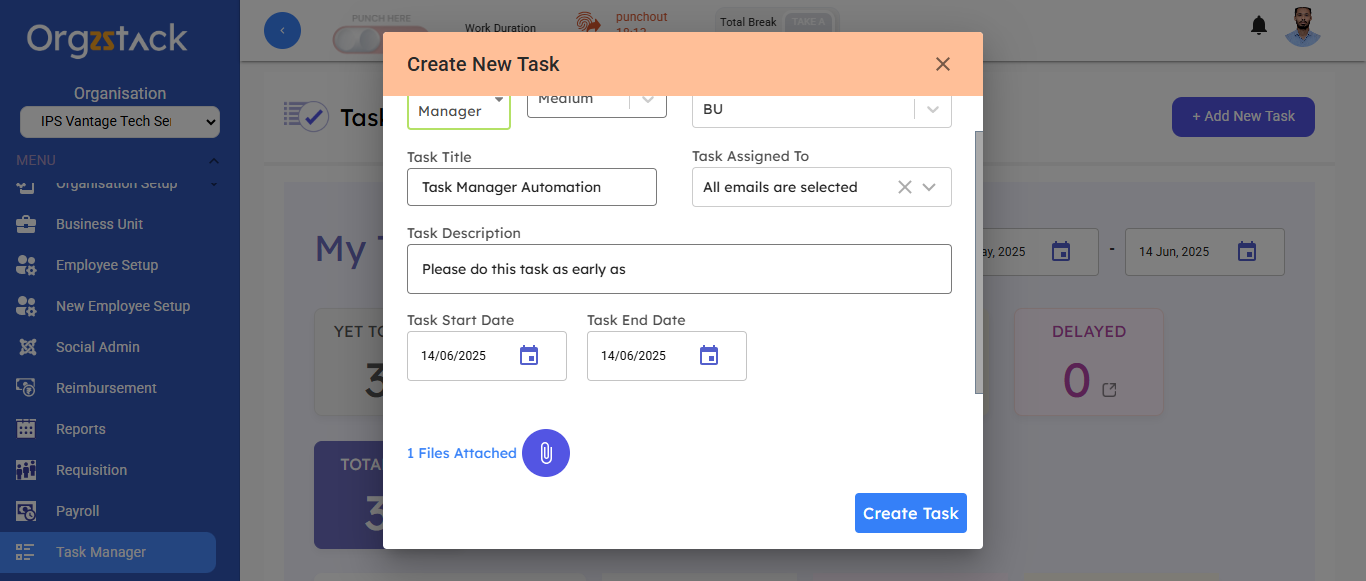 Orgzstack
Organisation
IPS Vantage Tech Ser
MENU
Organisation Setup
Business Unit
Employee Setup
New Employee Setup
Social Admin
Reimbursement
Reports
Requisition
Payroll
Task Manager
PUNCH HERE
Work Duration
punchout
Total Break
TAKE A
+ Add New Task
My
ay, 2025
-
14 Jun, 2025
YET TO
3
DELAYED
0
TOTA
3
Create New Task
Manager
Medium
BU
Task Title
Task Assigned To
Task Manager Automation
All emails are selected
Task Description
Please do this task as early as
Task Start Date
Task End Date
14/06/2025
14/06/2025
1 Files Attached
Create Task